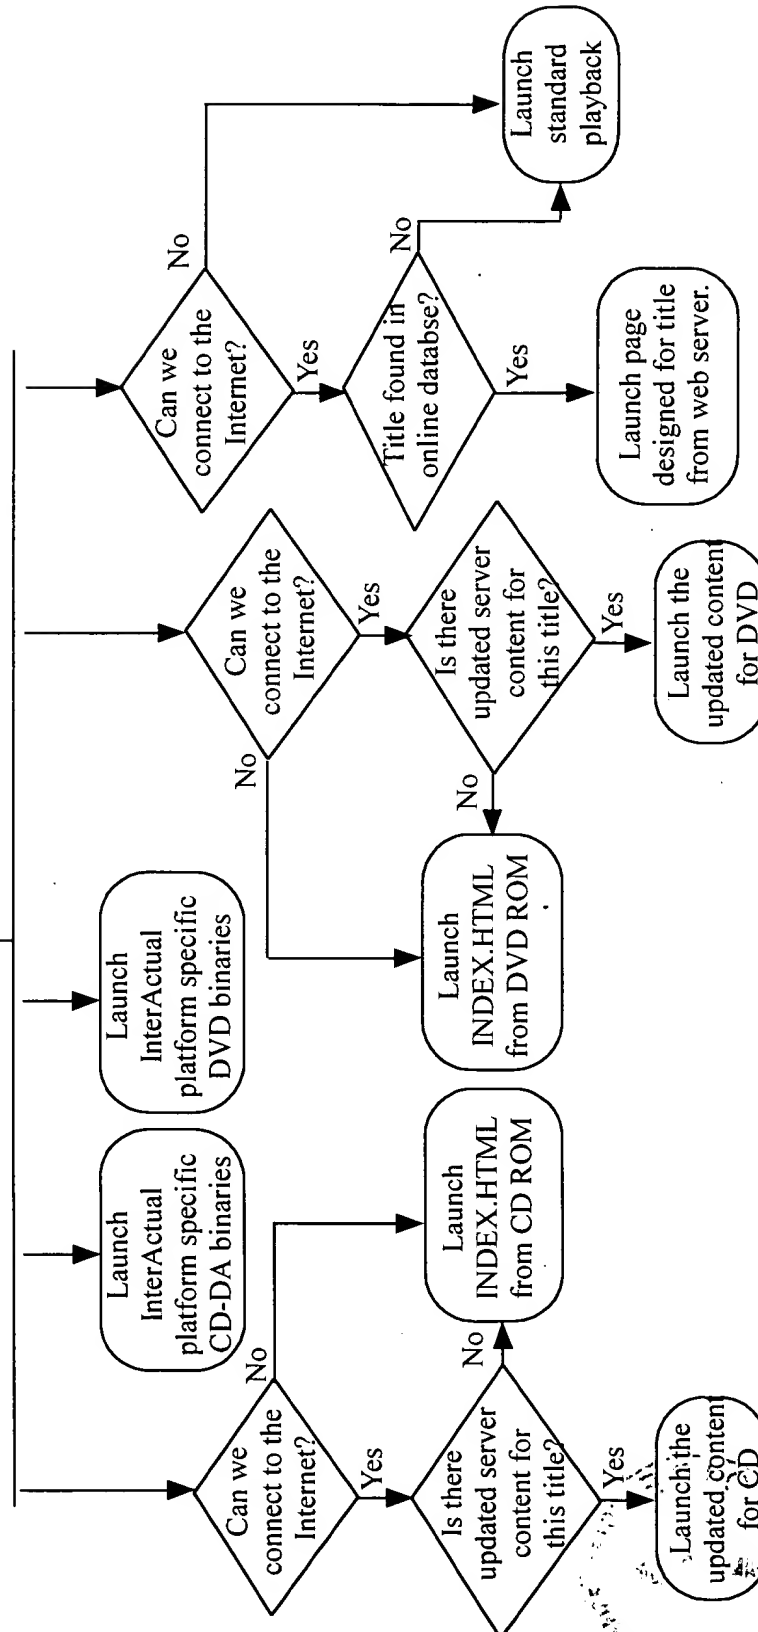 Can we
connect to the
Internet?
No
Yes
Is there
updated server
content for
this title?
No
Yes
Launch the
updated content
for CD
Launch
InterActual
platform specific
CD-DA binaries
Launch
INDEX.HTML
from CD ROM
Launch
InterActual
platform specific
DVD binaries
Launch
INDEX.HTML
from DVD ROM
Can we
connect to the
Internet?
No
Yes
Is there
updated server
content for
this title?
No
Yes
Launch the
updated content
for DVD
Can we
connect to the
Internet?
No
Yes
Title found in
online databse?
No
Yes
Launch page
designed for title
from web server.
Launch
standard
playback